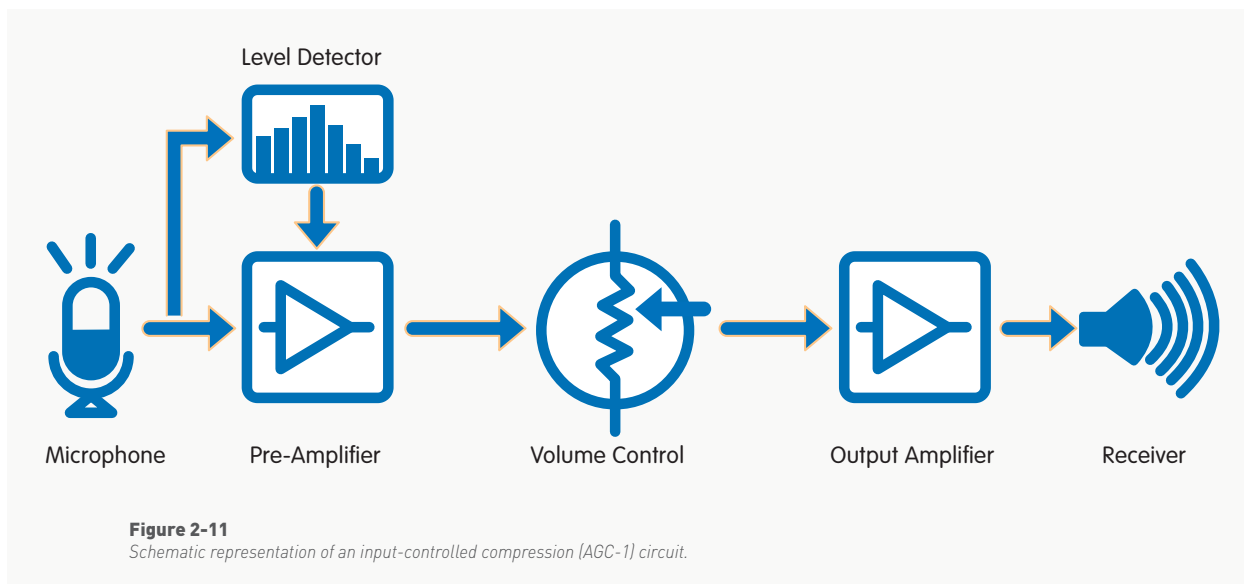 Level Detector
Microphone
Pre-Amplifier
Volume Control
Output Amplifier
Receiver
Figure 2-11
Schematic representation of an input-controlled compression (AGC-1) circuit.